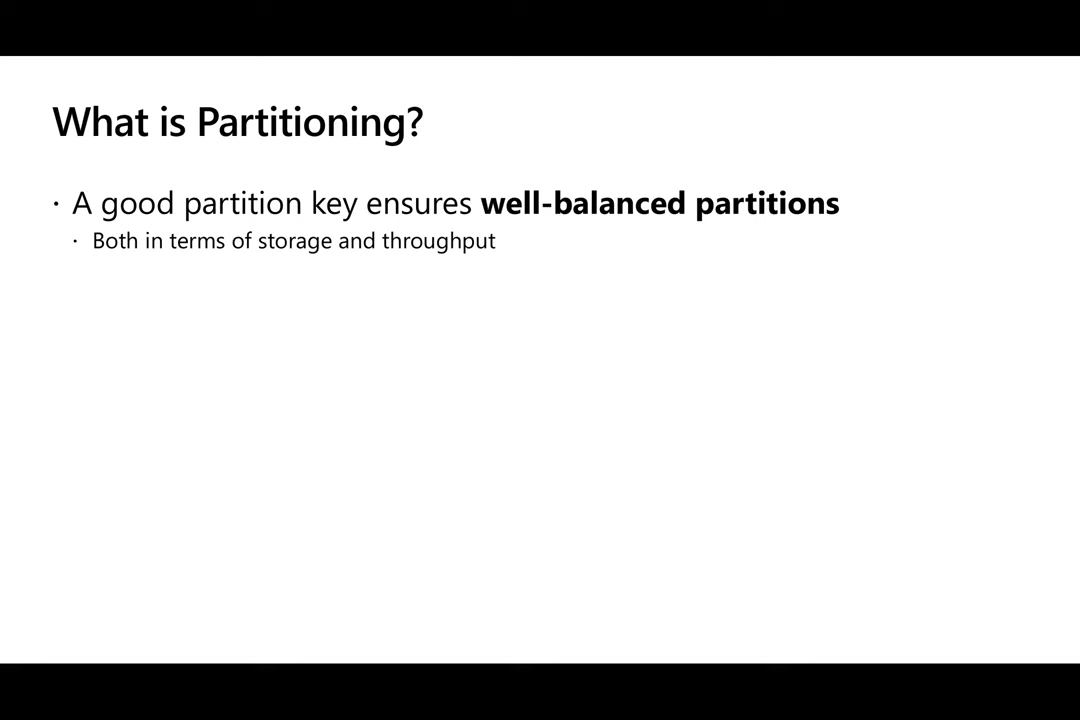 What is Partitioning?
· A good partition key ensures well-balanced partitions
· Both in terms of storage and throughput